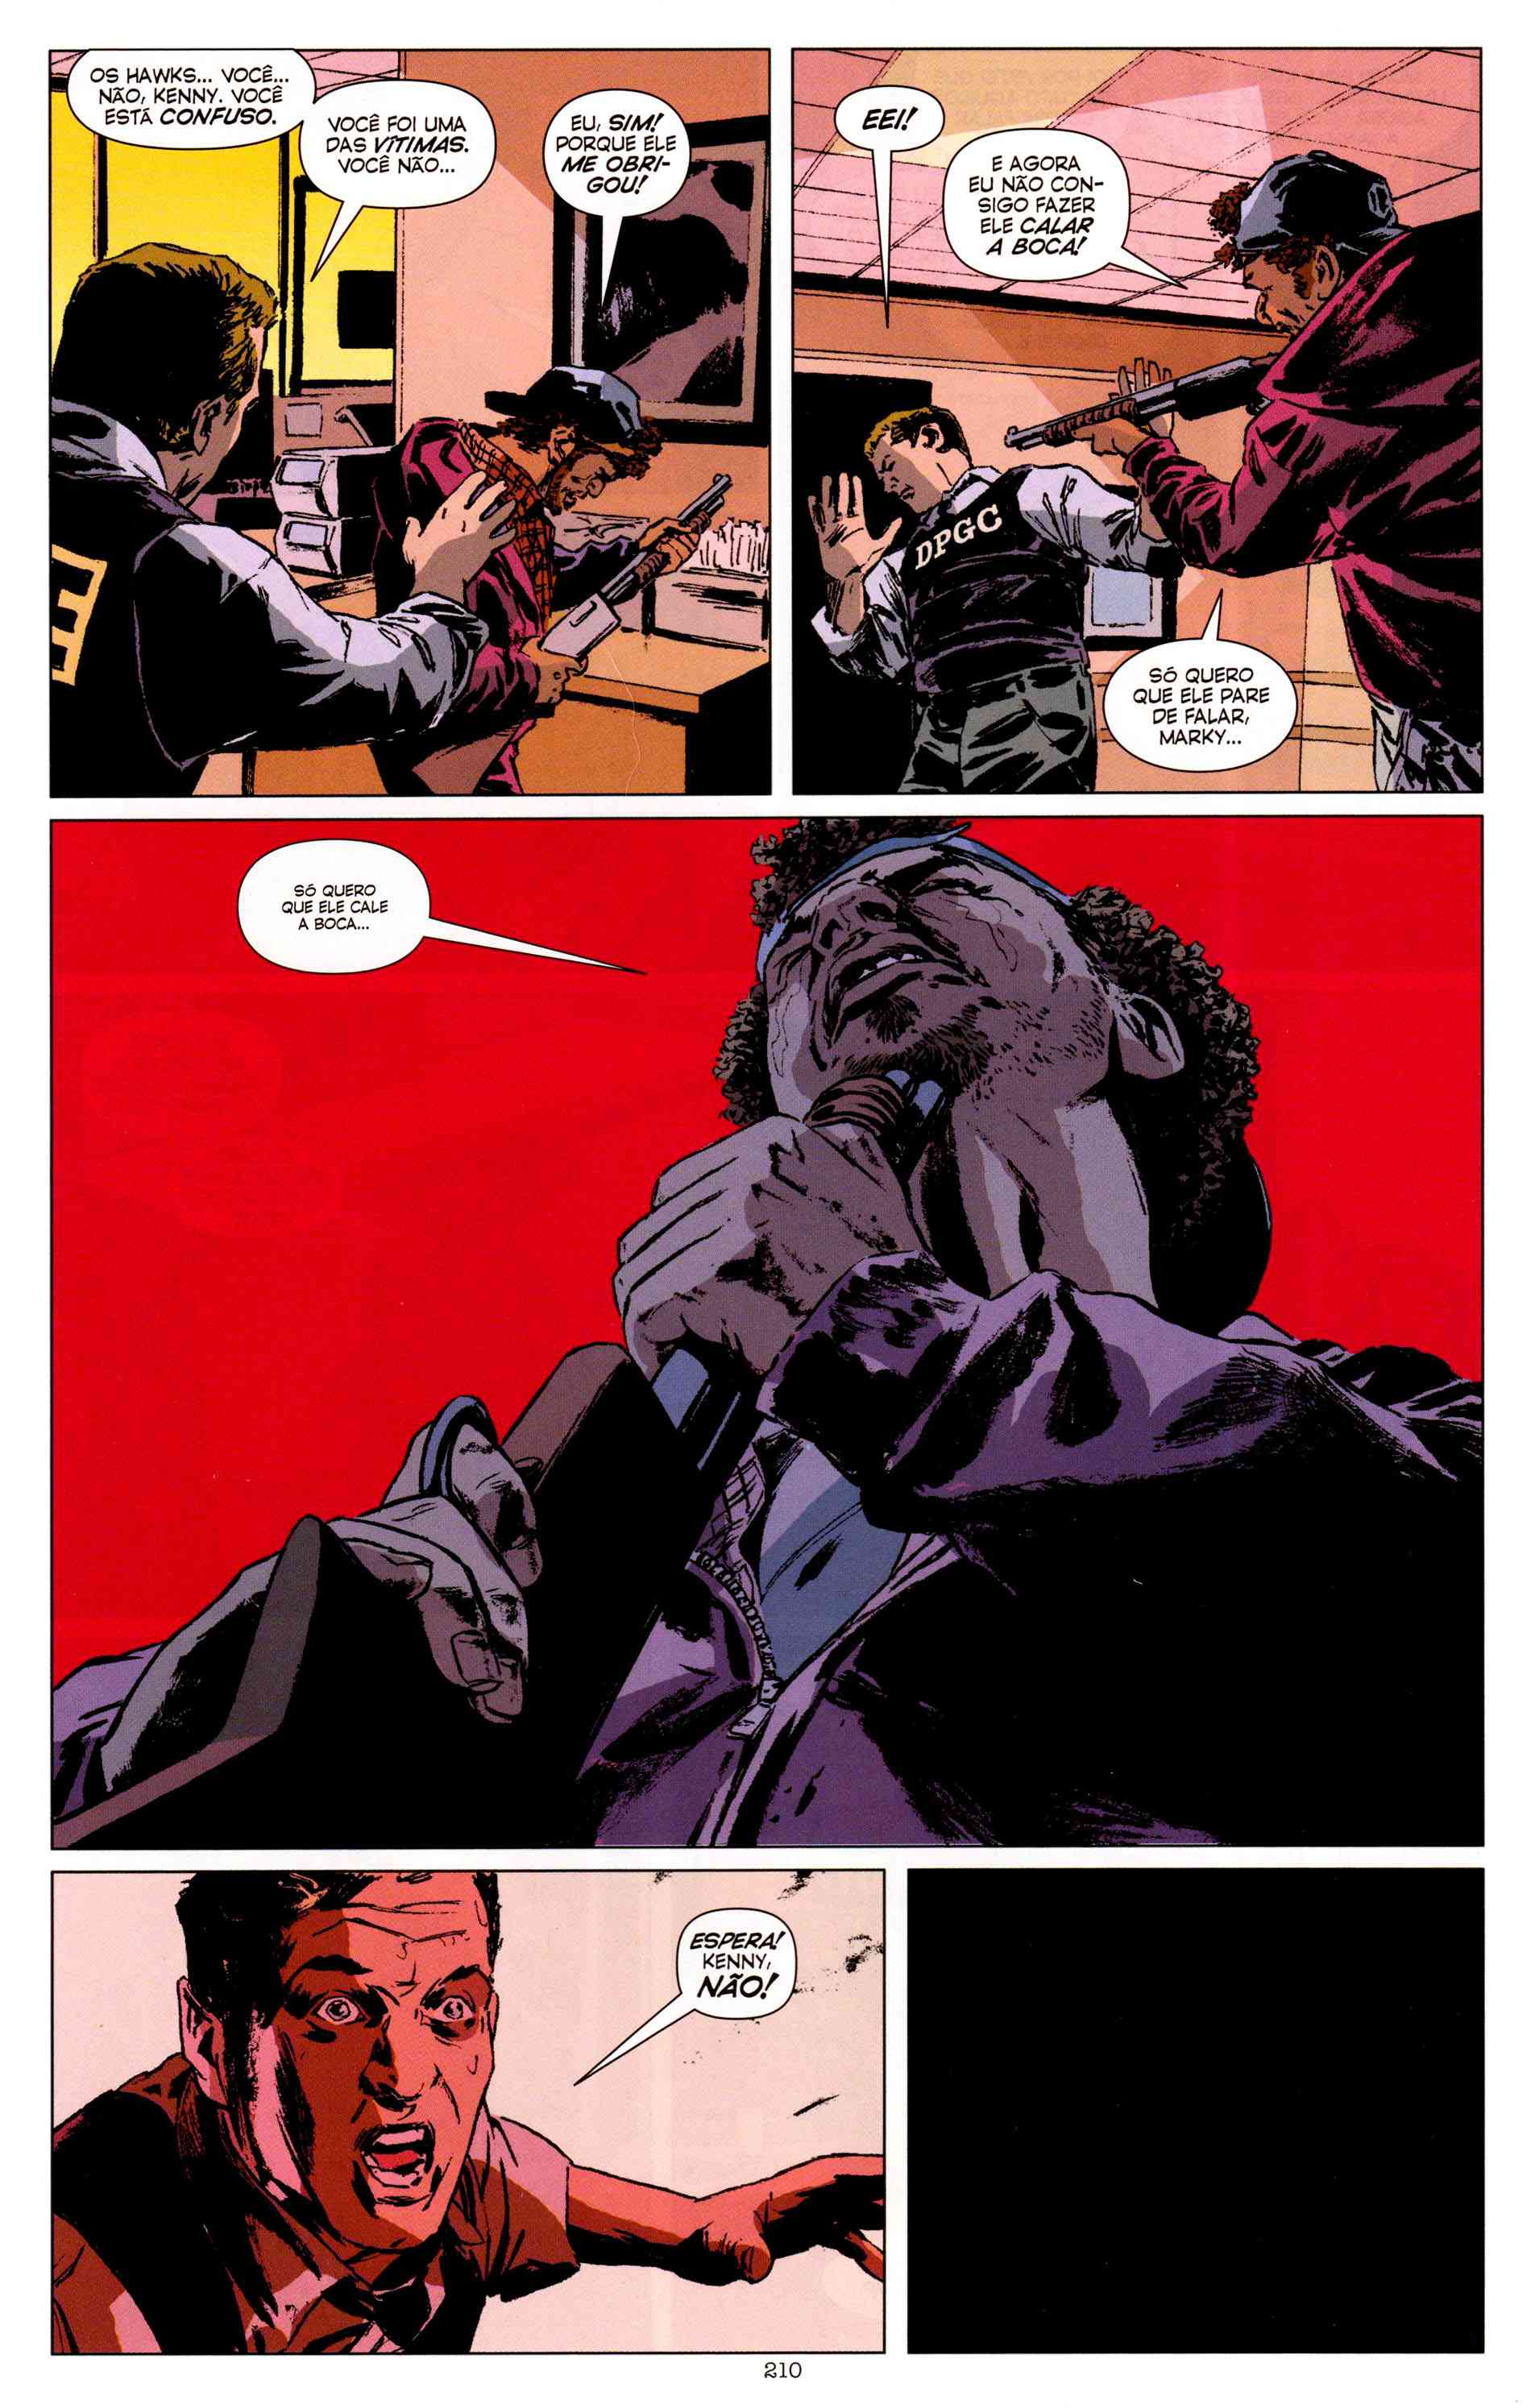 OS HAWKS... VOCÊ...
NÃO, KENNY. VOCÊ
ESTÁ CONFUSO.
VOCÊ FOI UMA
DAS VÍTIMAS.
VOCÊ NÃO...
EU, SIM!
PORQUE ELE
ME OBRI-
GOU!
EEI!
E AGORA
EU NÃO CON-
SIGO FAZER
ELE CALAR
A BOCA!
DPGC
SÓ QUERO
QUE ELE PARE
DE FALAR,
MARKY...
SÓ QUERO
QUE ELE CALE
A BOCA...
ESPERA!
KENNY,
NÃO!
210